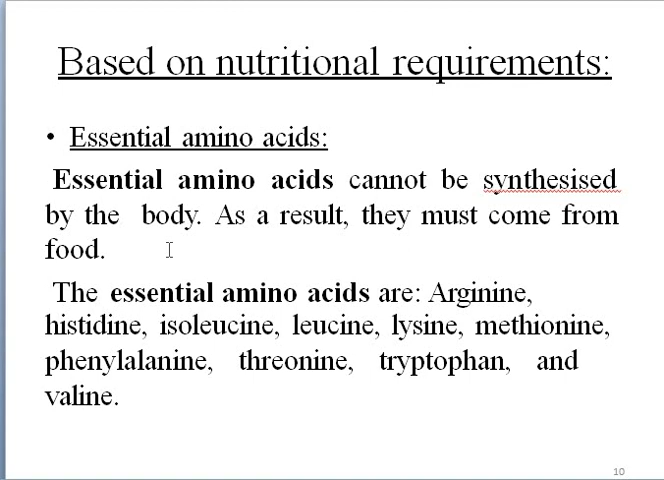 Based on nutritional requirements:
• Essential amino acids:
Essential amino acids cannot be synthesised
by the body. As a result, they must come from
food.
The essential amino acids are: Arginine,
histidine, isoleucine, leucine, lysine, methionine,
phenylalanine, threonine, tryptophan, and
valine.
10